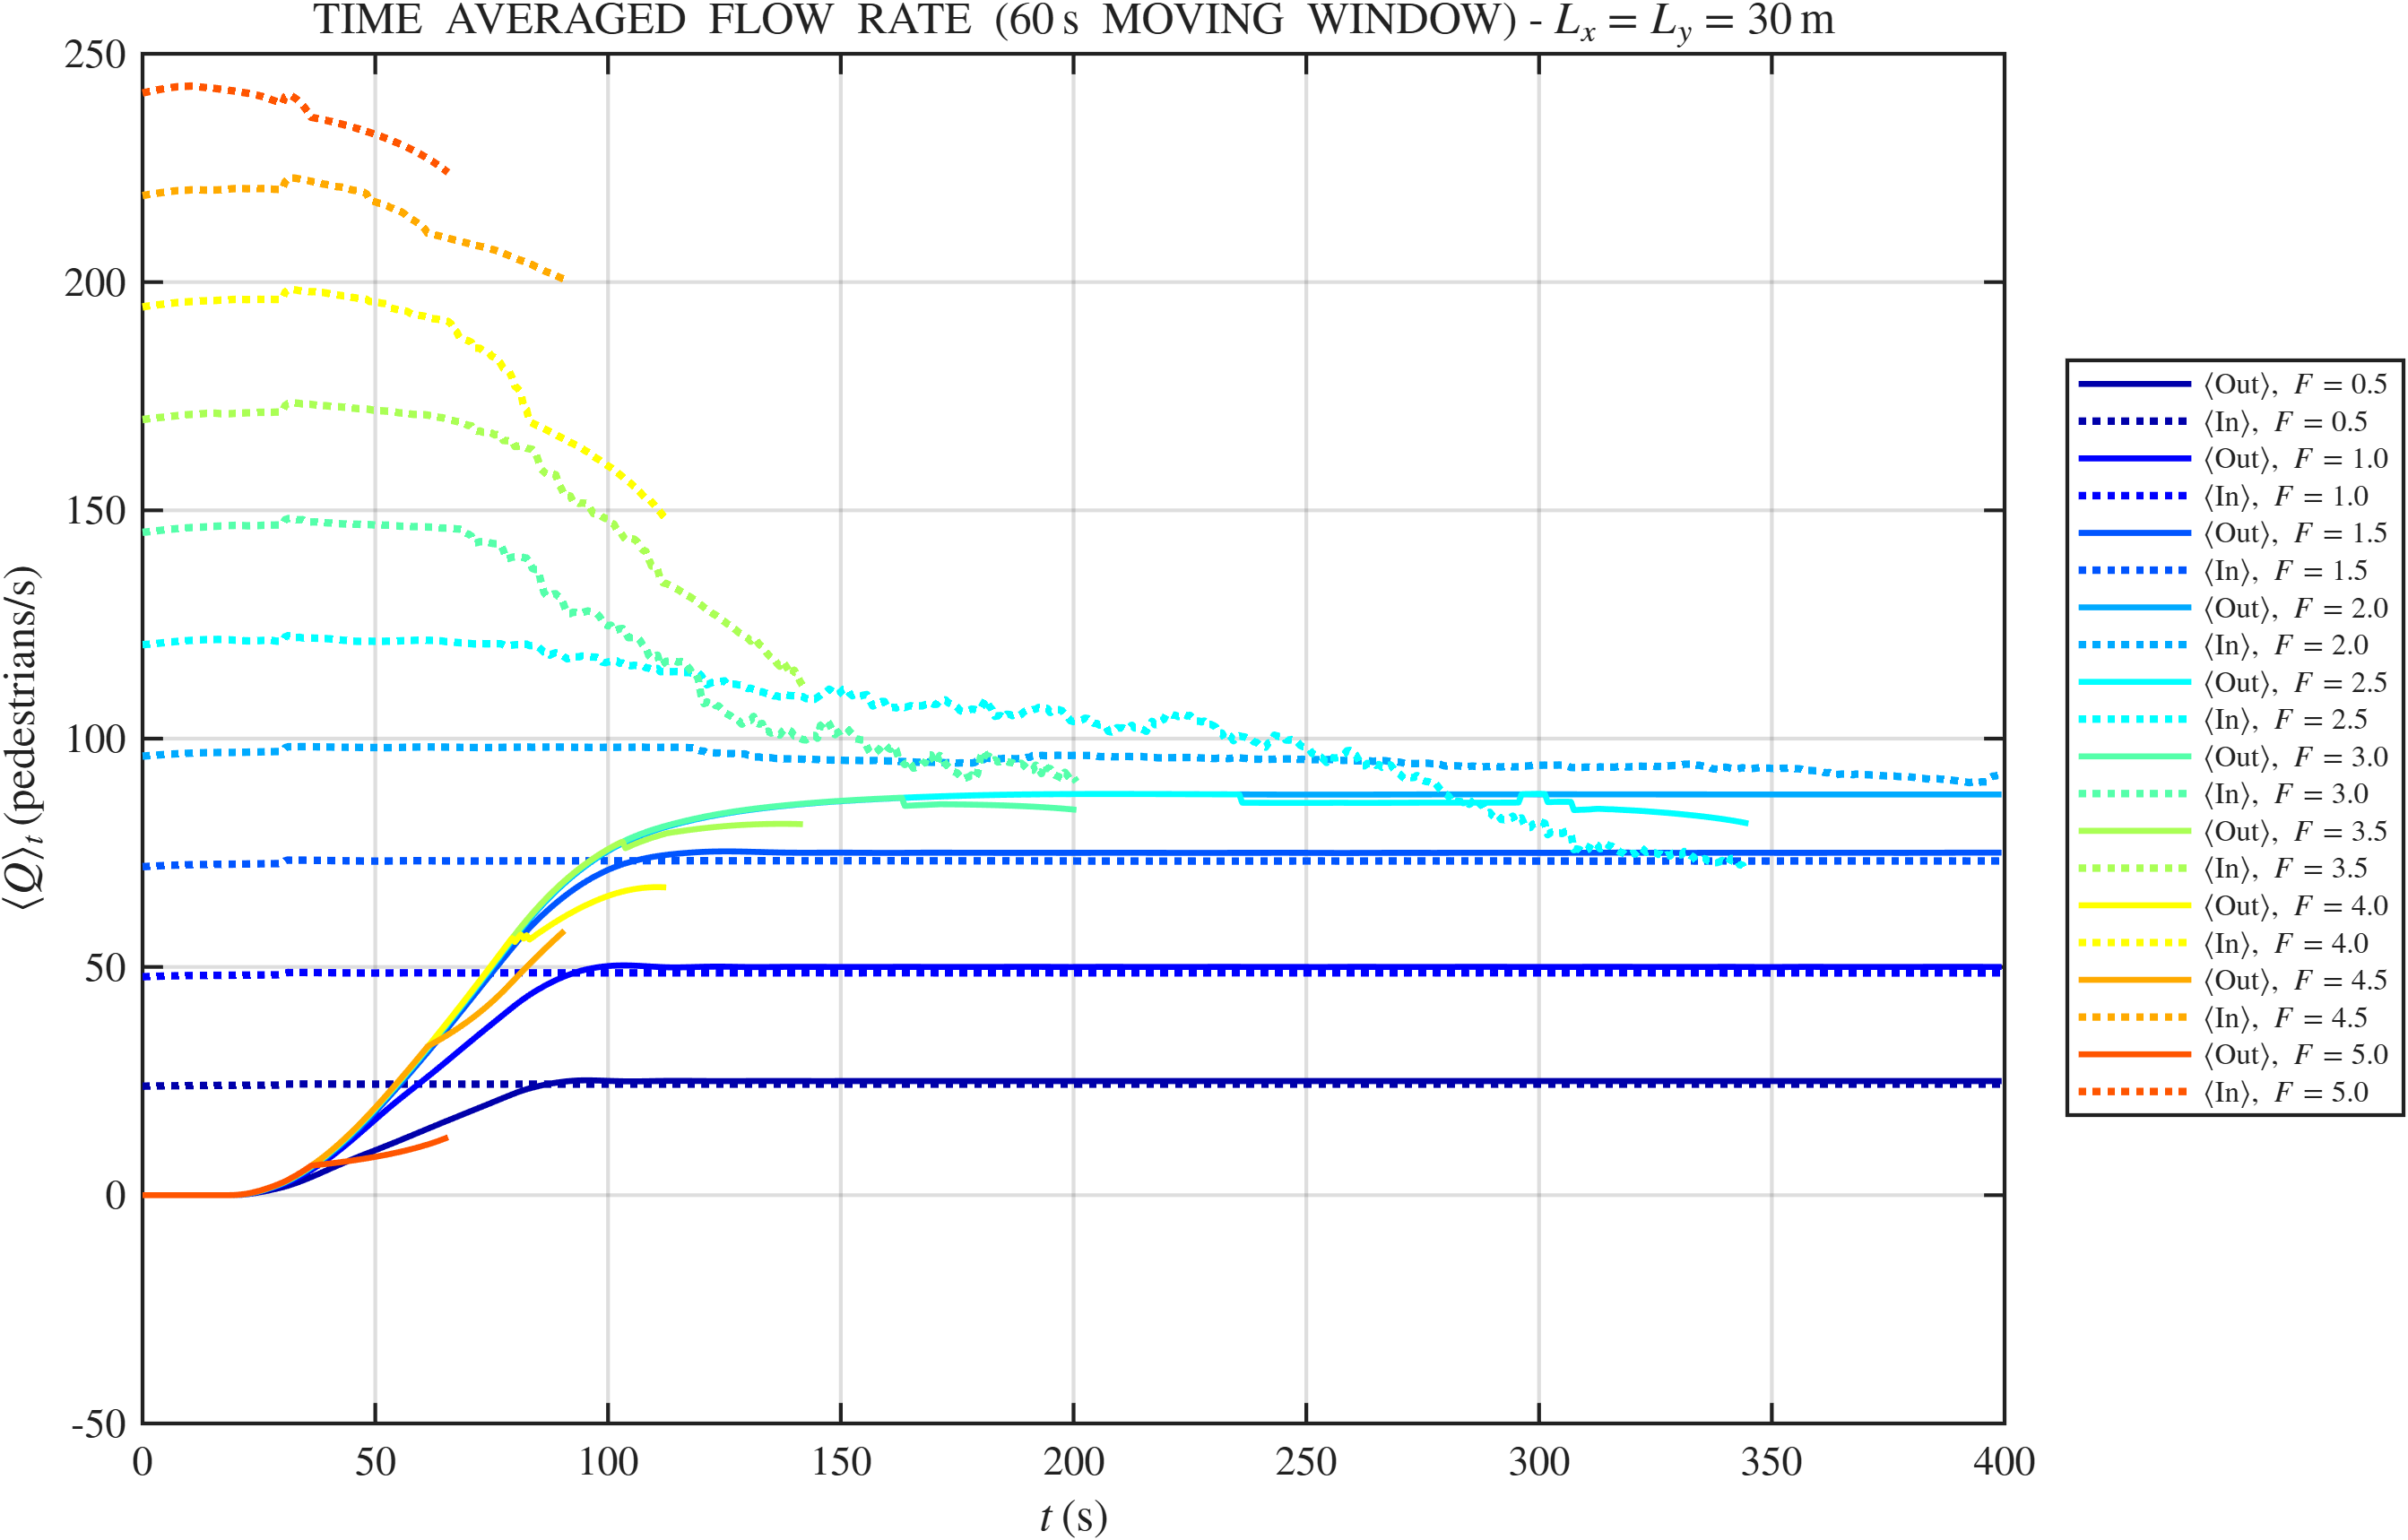 TIME AVERAGED FLOW RATE (60 s MOVING WINDOW) - Lx = Ly = 30 m
250
200
150
100
50
0
-50
⟨Q⟩t (pedestrians/s)
0 50 100 150 200 250 300 350 400
t (s)
⟨Out⟩, F = 0.5
⟨In⟩, F = 0.5
⟨Out⟩, F = 1.0
⟨In⟩, F = 1.0
⟨Out⟩, F = 1.5
⟨In⟩, F = 1.5
⟨Out⟩, F = 2.0
⟨In⟩, F = 2.0
⟨Out⟩, F = 2.5
⟨In⟩, F = 2.5
⟨Out⟩, F = 3.0
⟨In⟩, F = 3.0
⟨Out⟩, F = 3.5
⟨In⟩, F = 3.5
⟨Out⟩, F = 4.0
⟨In⟩, F = 4.0
⟨Out⟩, F = 4.5
⟨In⟩, F = 4.5
⟨Out⟩, F = 5.0
⟨In⟩, F = 5.0